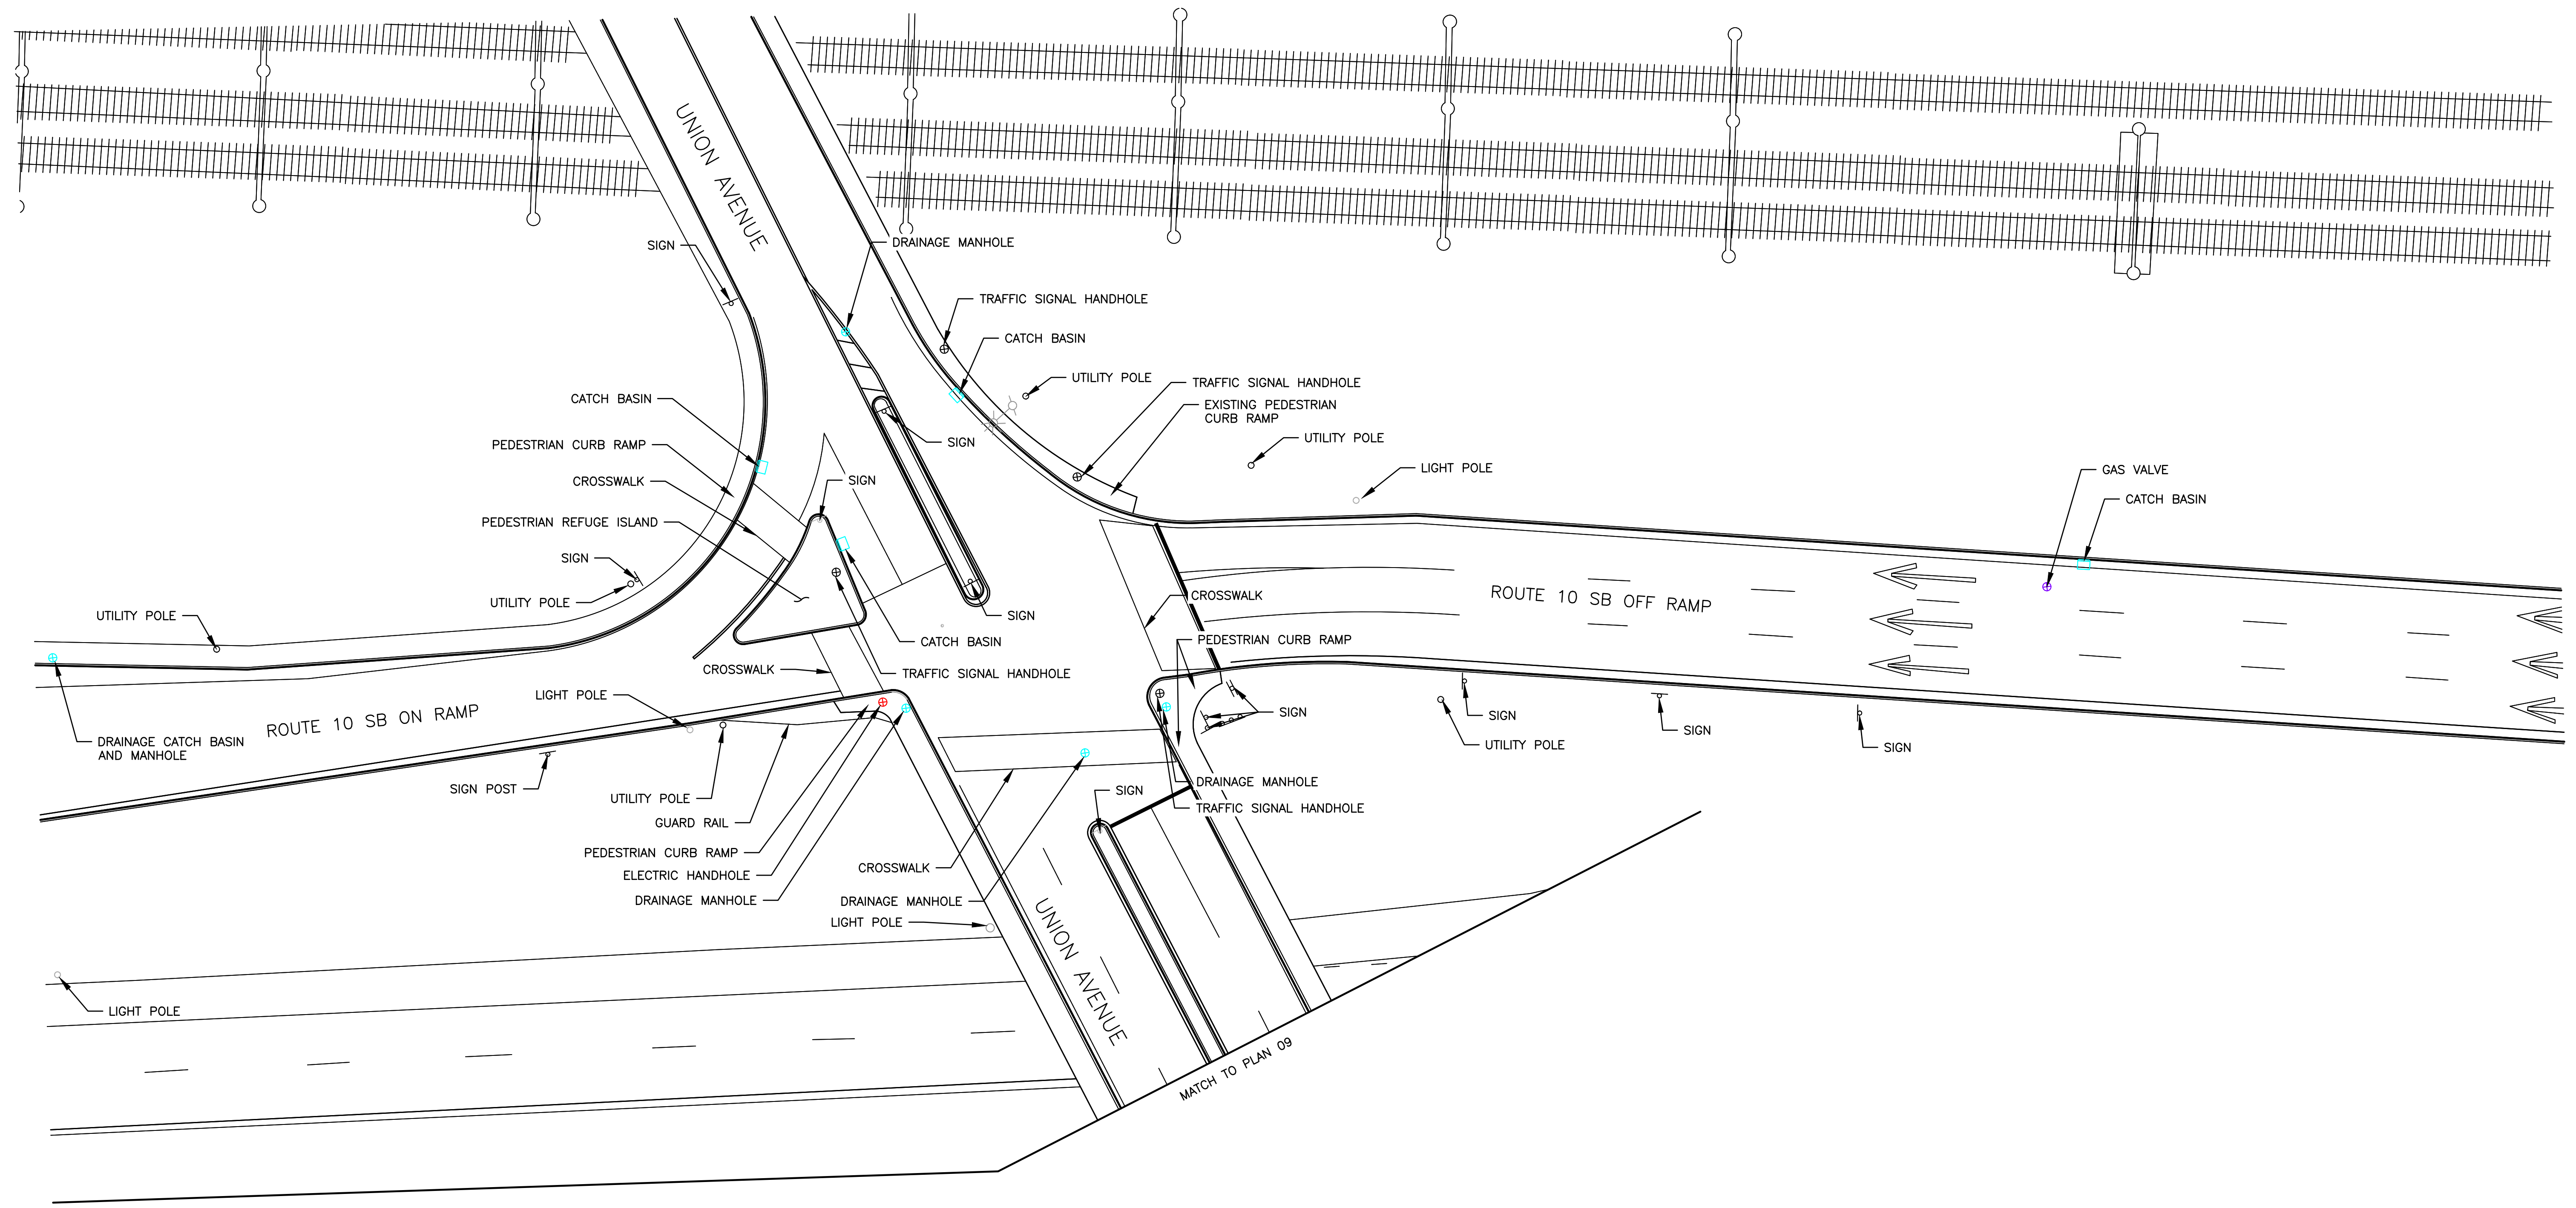 UNION AVENUE
SIGN
DRAINAGE MANHOLE
TRAFFIC SIGNAL HANDHOLE
CATCH BASIN
UTILITY POLE
TRAFFIC SIGNAL HANDHOLE
EXISTING PEDESTRIAN
CURB RAMP
CATCH BASIN
UTILITY POLE
PEDESTRIAN CURB RAMP
SIGN
LIGHT POLE
GAS VALVE
CROSSWALK
SIGN
CATCH BASIN
PEDESTRIAN REFUGE ISLAND
SIGN
UTILITY POLE
CROSSWALK
ROUTE 10 SB OFF RAMP
UTILITY POLE
SIGN
CATCH BASIN
PEDESTRIAN CURB RAMP
CROSSWALK
TRAFFIC SIGNAL HANDHOLE
LIGHT POLE
ROUTE 10 SB ON RAMP
SIGN
SIGN
SIGN
DRAINAGE CATCH BASIN
AND MANHOLE
UTILITY POLE
SIGN
SIGN POST
DRAINAGE MANHOLE
SIGN
UTILITY POLE
TRAFFIC SIGNAL HANDHOLE
GUARD RAIL
PEDESTRIAN CURB RAMP
CROSSWALK
ELECTRIC HANDHOLE
DRAINAGE MANHOLE
DRAINAGE MANHOLE
LIGHT POLE
UNION AVENUE
LIGHT POLE
MATCH TO PLAN 09